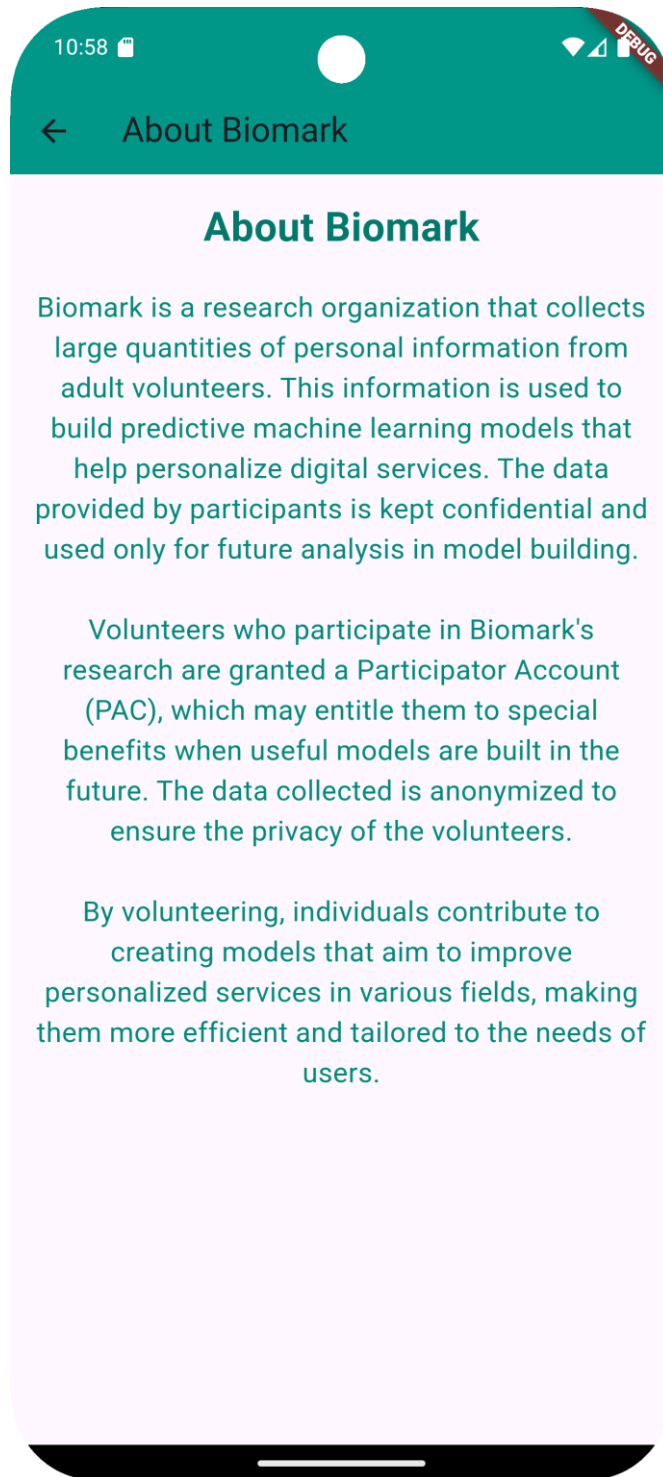 10:58
DEBUG
About Biomark
About Biomark
Biomark is a research organization that collects
large quantities of personal information from
adult volunteers. This information is used to
build predictive machine learning models that
help personalize digital services. The data
provided by participants is kept confidential and
used only for future analysis in model building.
Volunteers who participate in Biomark's
research are granted a Participator Account
(PAC), which may entitle them to special
benefits when useful models are built in the
future. The data collected is anonymized to
ensure the privacy of the volunteers.
By volunteering, individuals contribute to
creating models that aim to improve
personalized services in various fields, making
them more efficient and tailored to the needs of
users.